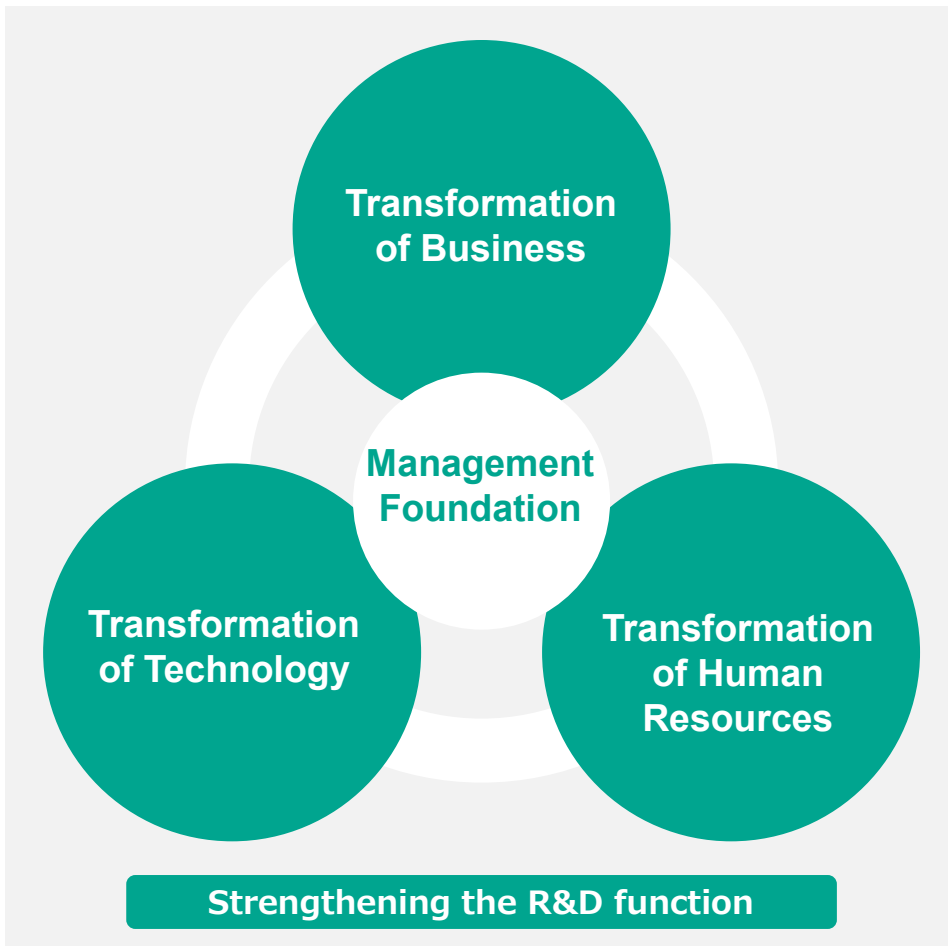 Transformation
of Business
Management
Foundation
Transformation
of Technology
Transformation
of Human
Resources
Strengthening the R&D function